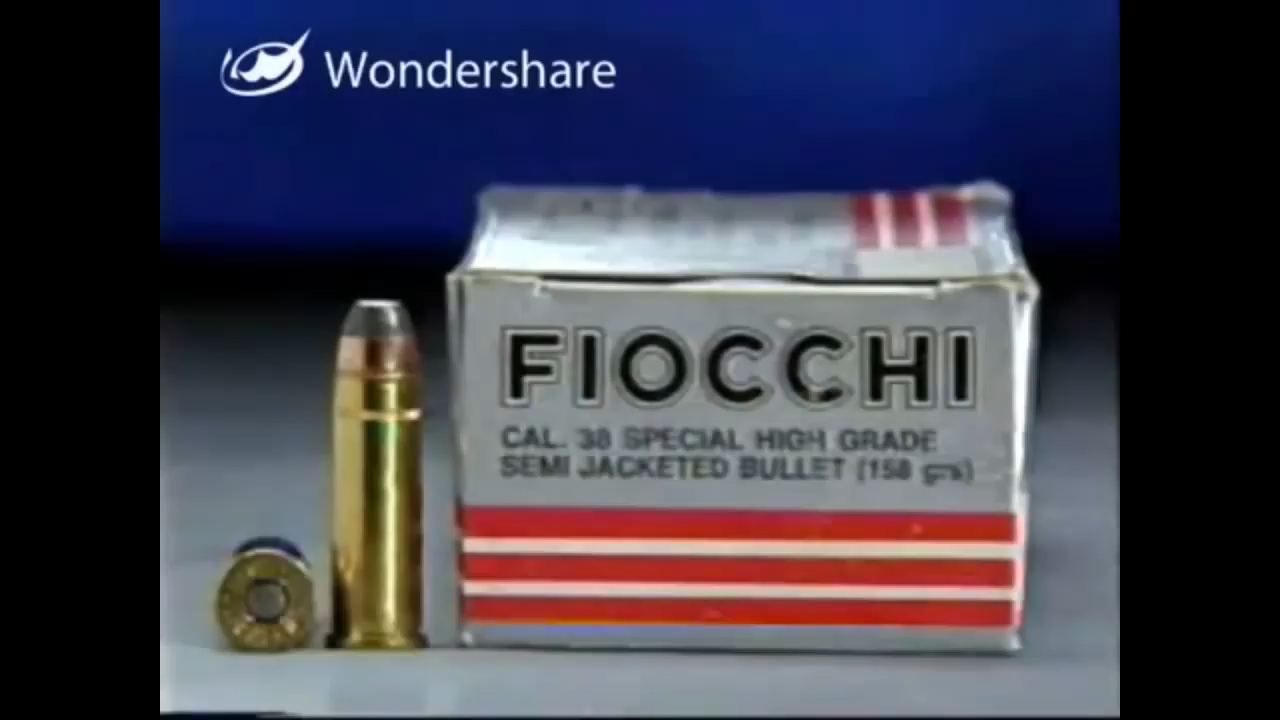 Wondershare
FIOCCHI
CAL. 38 SPECIAL HIGH GRADE
SEMI JACKETED BULLET (158 grs)